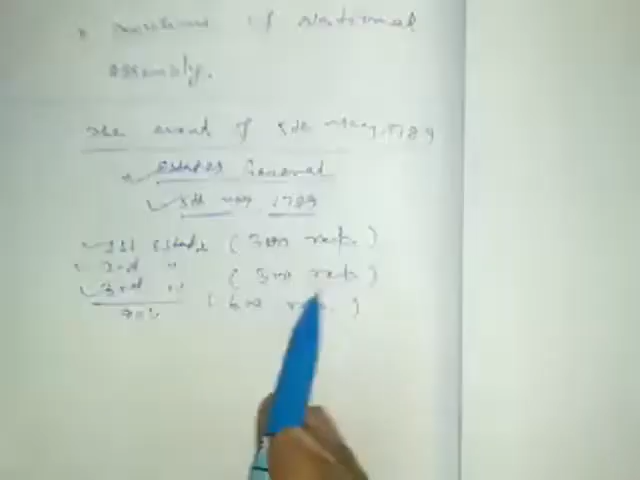 of National
Assembly.
The event of 5th May, 1789
Estates General
5th May 1789
1st Estate (300 rep.)
2nd " (300 rep.)
3rd " (600 rep.)